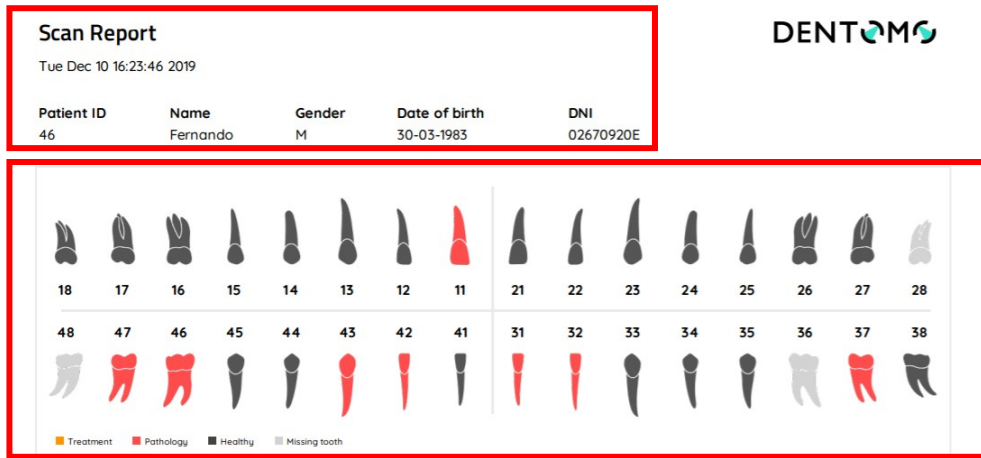 Scan Report
DENTOMO
Tue Dec 10 16:23:46 2019
Patient ID Name Gender Date of birth DNI
46 Fernando M 30-03-1983 02670920E
18 17 16 15 14 13 12 11 21 22 23 24 25 26 27 28
48 47 46 45 44 43 42 41 31 32 33 34 35 36 37 38
Treatment Pathology Healthy Missing tooth